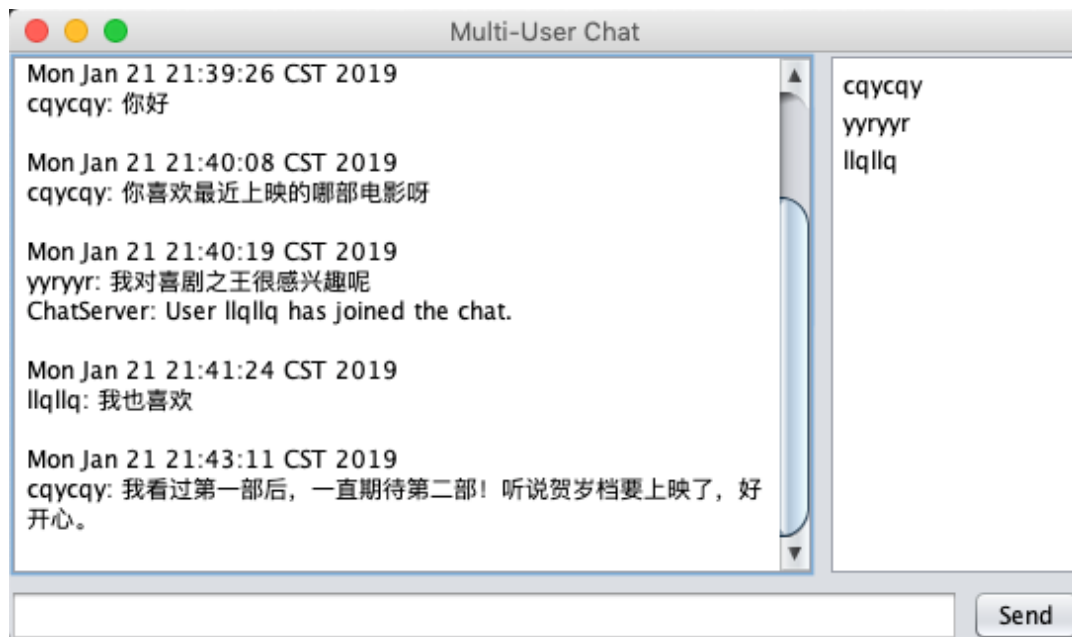 Multi-User Chat
Mon Jan 21 21:39:26 CST 2019
cqycqy: 你好
Mon Jan 21 21:40:08 CST 2019
cqycqy: 你喜欢最近上映的哪部电影呀
Mon Jan 21 21:40:19 CST 2019
yyryyr: 我对喜剧之王很感兴趣呢
ChatServer: User llqllq has joined the chat.
Mon Jan 21 21:41:24 CST 2019
llqllq: 我也喜欢
Mon Jan 21 21:43:11 CST 2019
cqycqy: 我看过第一部后，一直期待第二部！听说贺岁档要上映了，好
开心。
cqycqy
yyryyr
llqllq
Send